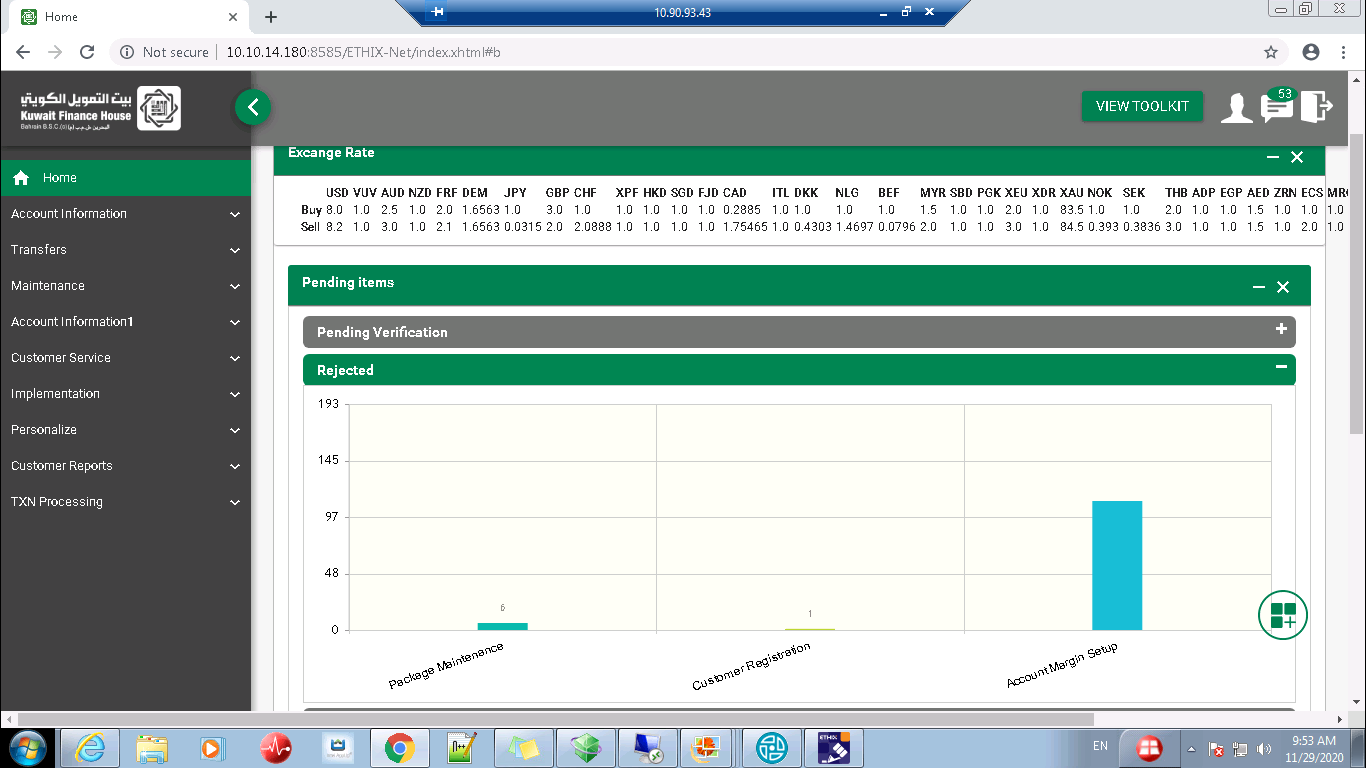 Home
10.90.93.43
Not secure
10.10.14.180:8585/ETHIX-Net/index.xhtml#b
بيت التمويل الكويتي
Kuwait Finance House
Bahrain B.S.C.(c) البحرين ش.م.ب (م)
VIEW TOOLKIT
53
Home
Account Information
Transfers
Maintenance
Account Information1
Customer Service
Implementation
Personalize
Customer Reports
TXN Processing
Excange Rate
USD VUV AUD NZD FRF DEM JPY GBP CHF XPF HKD SGD FJD CAD ITL DKK NLG BEF MYR SBD PGK XEU XDR XAU NOK SEK THB ADP EGP AED ZRN ECS MR
Buy 8.0 1.0 2.5 1.0 2.0 1.6563 1.0 3.0 1.0 1.0 1.0 1.0 1.0 0.2885 1.0 1.0 1.0 1.0 1.5 1.0 1.0 2.0 1.0 83.5 1.0 1.0 2.0 1.0 1.0 1.5 1.0 1.0 1.0
Sell 8.2 1.0 3.0 1.0 2.1 1.6563 0.0315 2.0 2.0888 1.0 1.0 1.0 1.0 1.75465 1.0 0.4303 1.4697 0.0796 2.0 1.0 1.0 3.0 1.0 84.5 0.393 0.3836 3.0 1.0 1.0 1.5 1.0 2.0 1.0
Pending items
Pending Verification
Rejected
193
145
97
48
0
6
1
Package Maintenance
Customer Registration
Account Margin Setup
EN
9:53 AM
11/29/2020
ETHIX